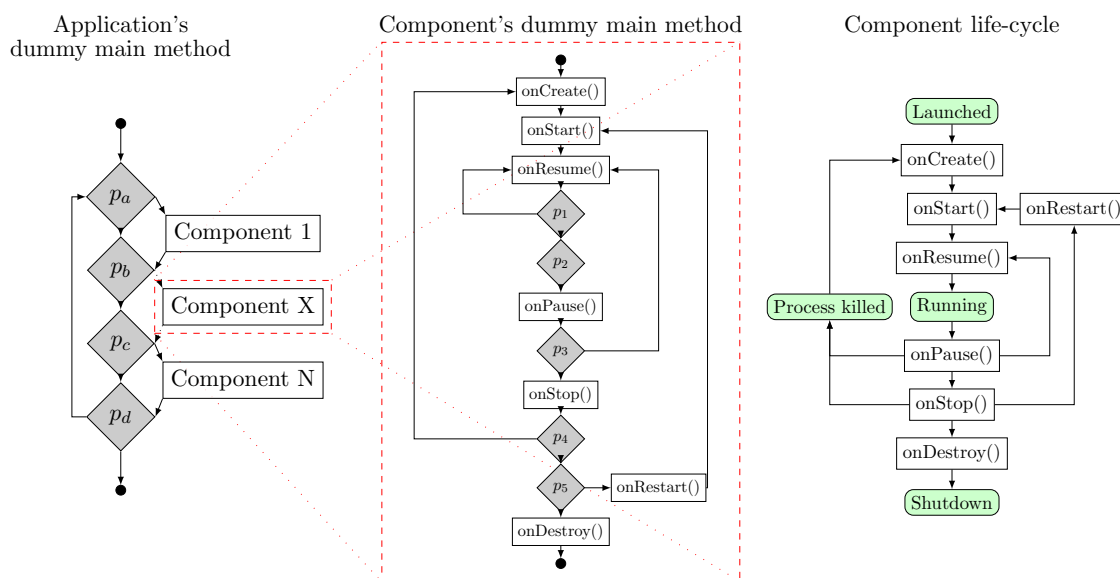 Application's
dummy main method
p_a
Component 1
p_b
Component X
p_c
Component N
p_d
Component's dummy main method
onCreate()
onStart()
onResume()
p_1
p_2
onPause()
p_3
onStop()
p_4
p_5
onRestart()
onDestroy()
Component life-cycle
Launched
onCreate()
onStart()
onRestart()
onResume()
Process killed
Running
onPause()
onStop()
onDestroy()
Shutdown